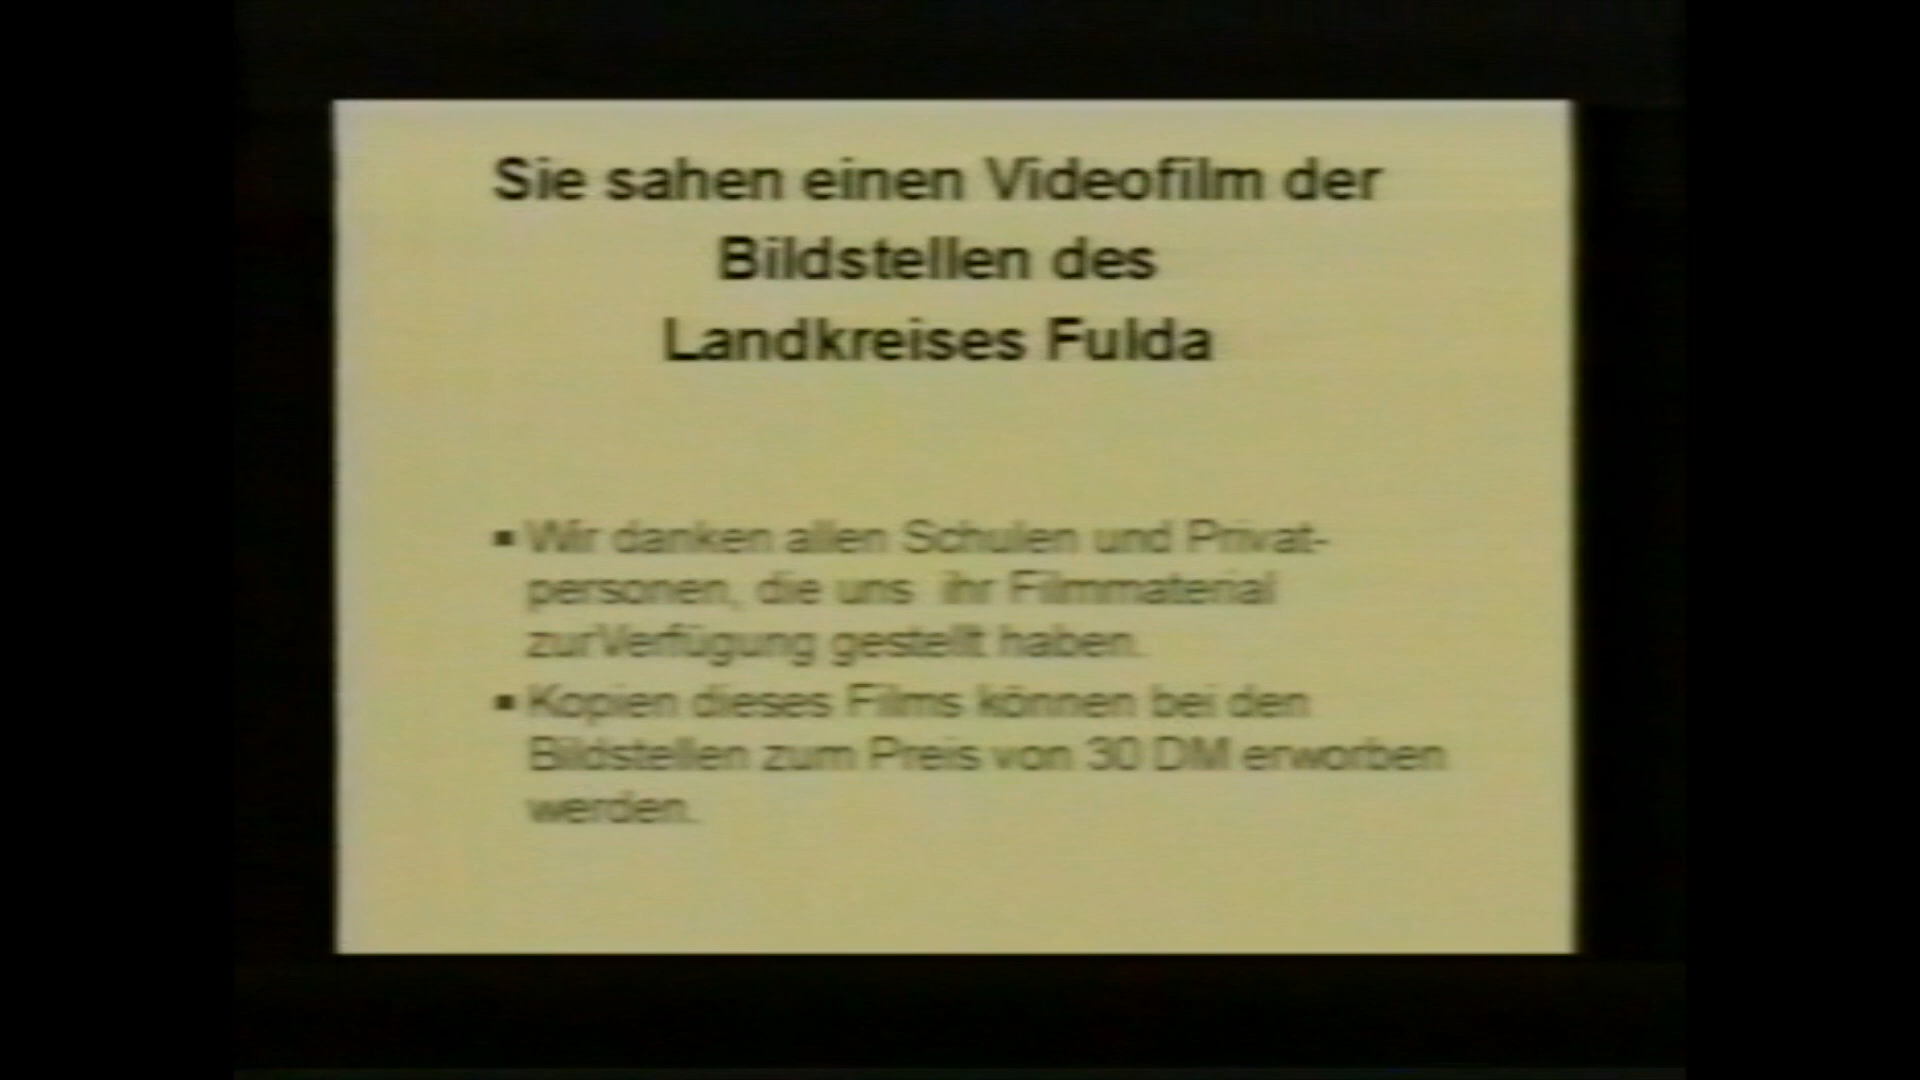 Sie sahen einen Videofilm der
Bildstellen des
Landkreises Fulda
▪ Wir danken allen Schulen und Privat-
personen, die uns ihr Filmmaterial
zurVerfügung gestellt haben.
▪ Kopien dieses Films können bei den
Bildstellen zum Preis von 30 DM erworben
werden.